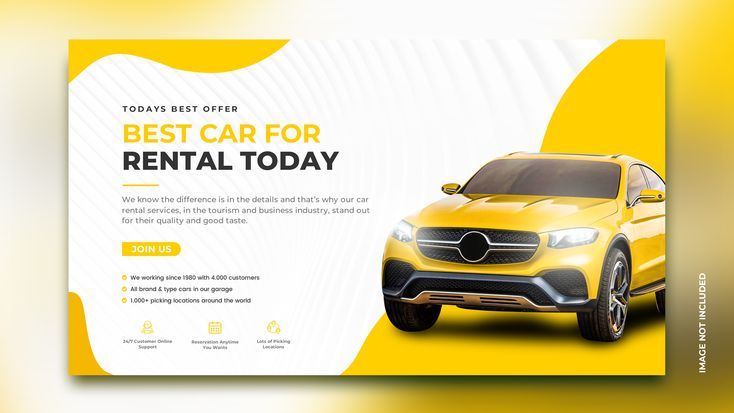 TODAYS BEST OFFER
BEST CAR FOR
RENTAL TODAY
We know the difference is in the details and that's why our car
rental services, in the tourism and business industry, stand out
for their quality and good taste.
JOIN US
We working since 1980 with 4.000 customers
All brand & type cars in our garage
1.000+ picking locations around the world
24/7 Customer Online
Support
Reservation Anytime
You Wants
Lots of Picking
Locations
IMAGE NOT INCLUDED